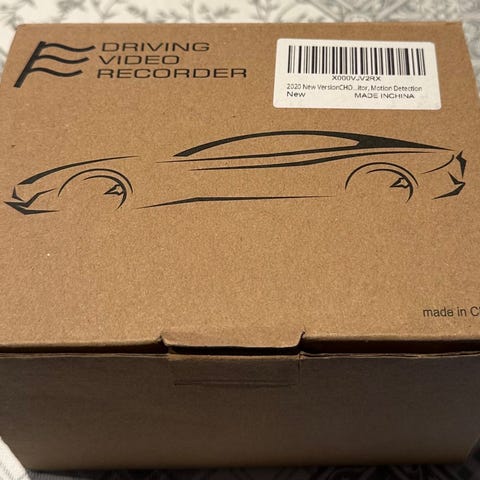 DRIVING
VIDEO
RECORDER
X000VJV2RX
2020 New VersionCHO...itor, Motion Detection
New MADE INCHINA
made in C